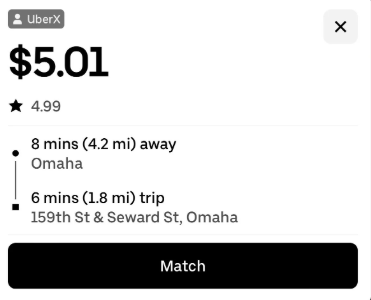 UberX
$5.01
4.99
8 mins (4.2 mi) away
Omaha
6 mins (1.8 mi) trip
159th St & Seward St, Omaha
Match